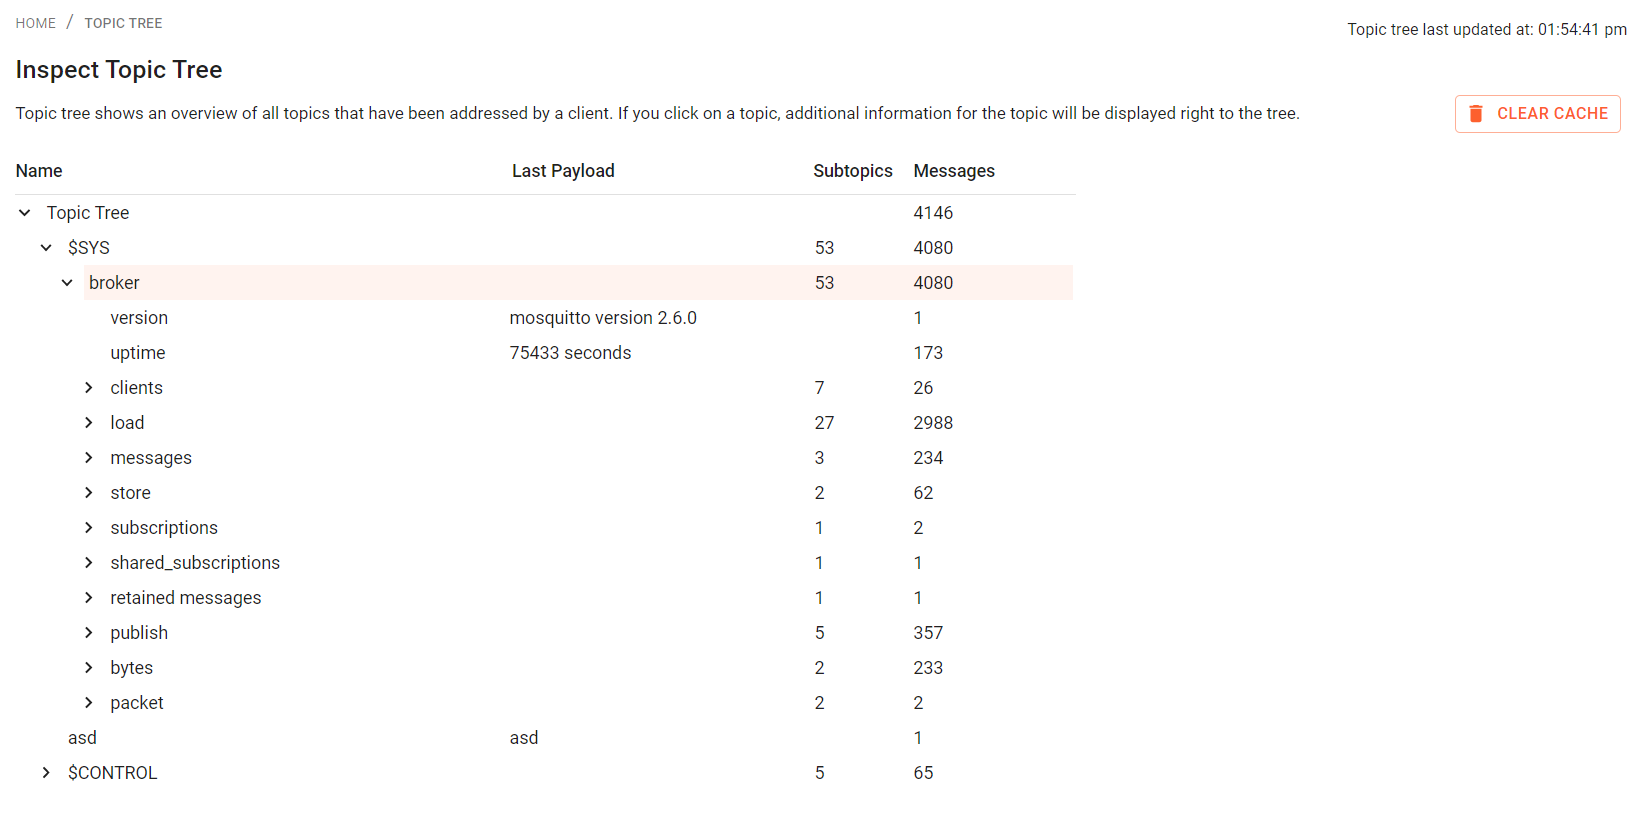 HOME / TOPIC TREE
Topic tree last updated at: 01:54:41 pm
Inspect Topic Tree
Topic tree shows an overview of all topics that have been addressed by a client. If you click on a topic, additional information for the topic will be displayed right to the tree.
CLEAR CACHE
Name Last Payload Subtopics Messages
Topic Tree 4146
$SYS 53 4080
broker 53 4080
version mosquitto version 2.6.0 1
uptime 75433 seconds 173
clients 7 26
load 27 2988
messages 3 234
store 2 62
subscriptions 1 2
shared_subscriptions 1 1
retained messages 1 1
publish 5 357
bytes 2 233
packet 2 2
asd asd 1
$CONTROL 5 65